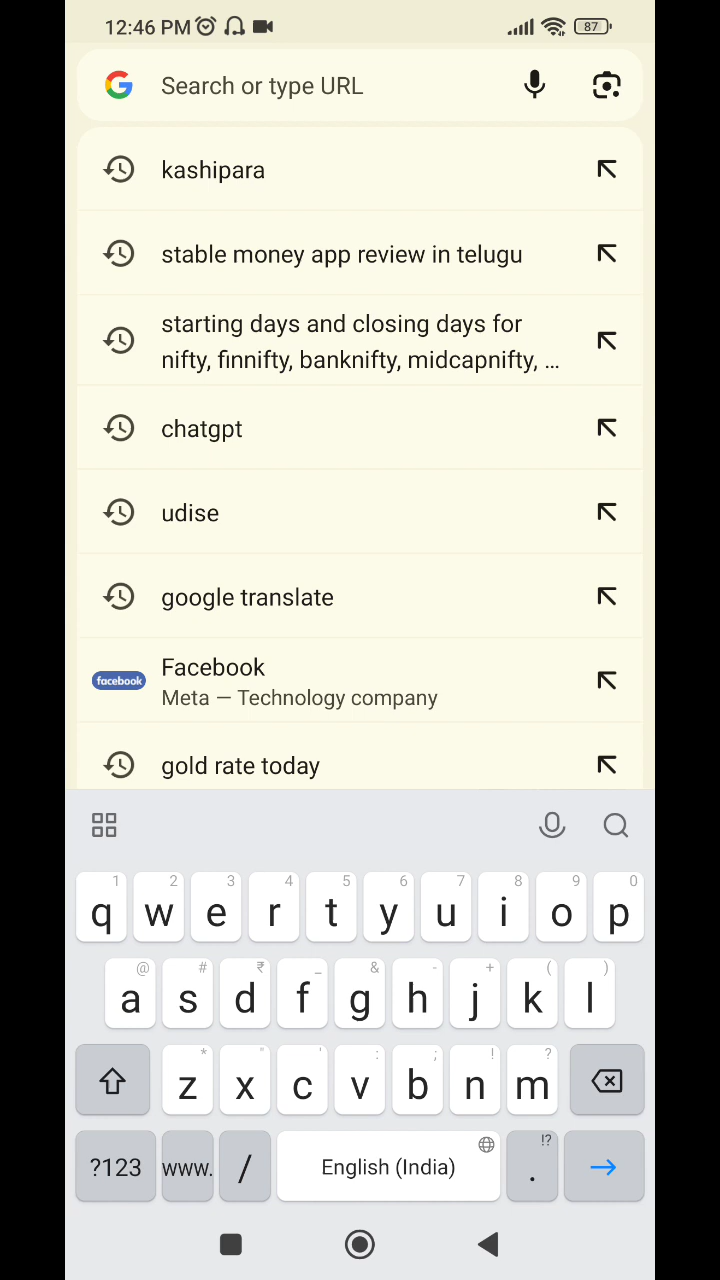 12:46 PM 87
Search or type URL
kashipara
stable money app review in telugu
starting days and closing days for
nifty, finnifty, banknifty, midcapnifty, ...
chatgpt
udise
google translate
facebook
Facebook
Meta — Technology company
gold rate today
1 2 3 4 5 6 7 8 9 0
q w e r t y u i o p
@ # ₹ _ & - + ( )
a s d f g h j k l
* " ' : ; ! ?
z x c v b n m
!?
?123 www. / English (India) .